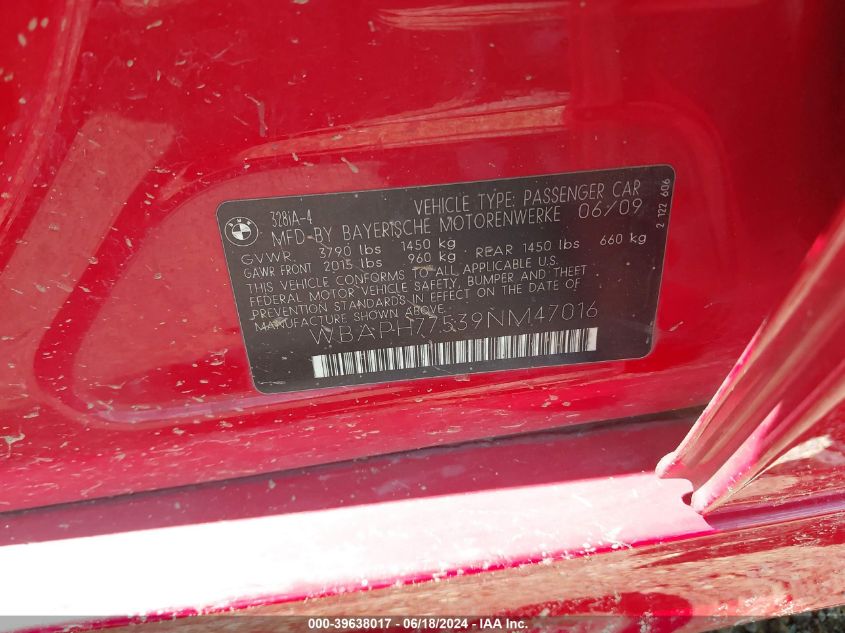 BMW
328iA-4 VEHICLE TYPE: PASSENGER CAR
MFD-BY BAYERISCHE MOTORENWERKE 06/09
GVWR. 3790 lbs 1450 kg
GAWR FRONT 2015 lbs 960 kg REAR 1450 lbs 660 kg
THIS VEHICLE CONFORMS TO ALL APPLICABLE U.S.
FEDERAL MOTOR VEHICLE SAFETY, BUMPER AND THEFT
PREVENTION STANDARDS IN EFFECT ON THE DATE OF
MANUFACTURE SHOWN ABOVE.
WBAPH77539NM47016
2 122 606
000-39638017 - 06/18/2024 - IAA Inc.